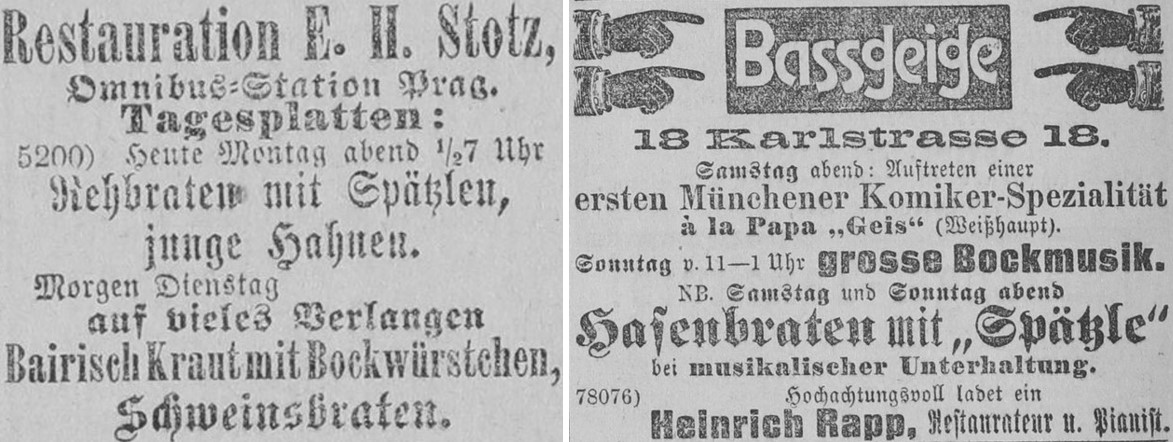 Restauration E. H. Stotz,
Omnibus-Station Prag.
Tagesplatten:
5200) Heute Montag abend 1/27 Uhr
Rehbraten mit Spätzlen,
junge Hahnen.
Morgen Dienstag
auf vieles Verlangen
Bairisch Kraut mit Bockwürstchen,
Schweinsbraten.
Bassgeige
18 Karlstrasse 18.
Samstag abend: Auftreten einer
ersten Münchener Komiker-Spezialität
à la Papa „Geis“ (Weißhaupt).
Sonntag v. 11—1 Uhr grosse Bockmusik.
NB. Samstag und Sonntag abend
Hasenbraten mit „Spätzle“
bei musikalischer Unterhaltung.
78076) Hochachtungsvoll ladet ein
Heinrich Rapp, Restaurateur u. Pianist.